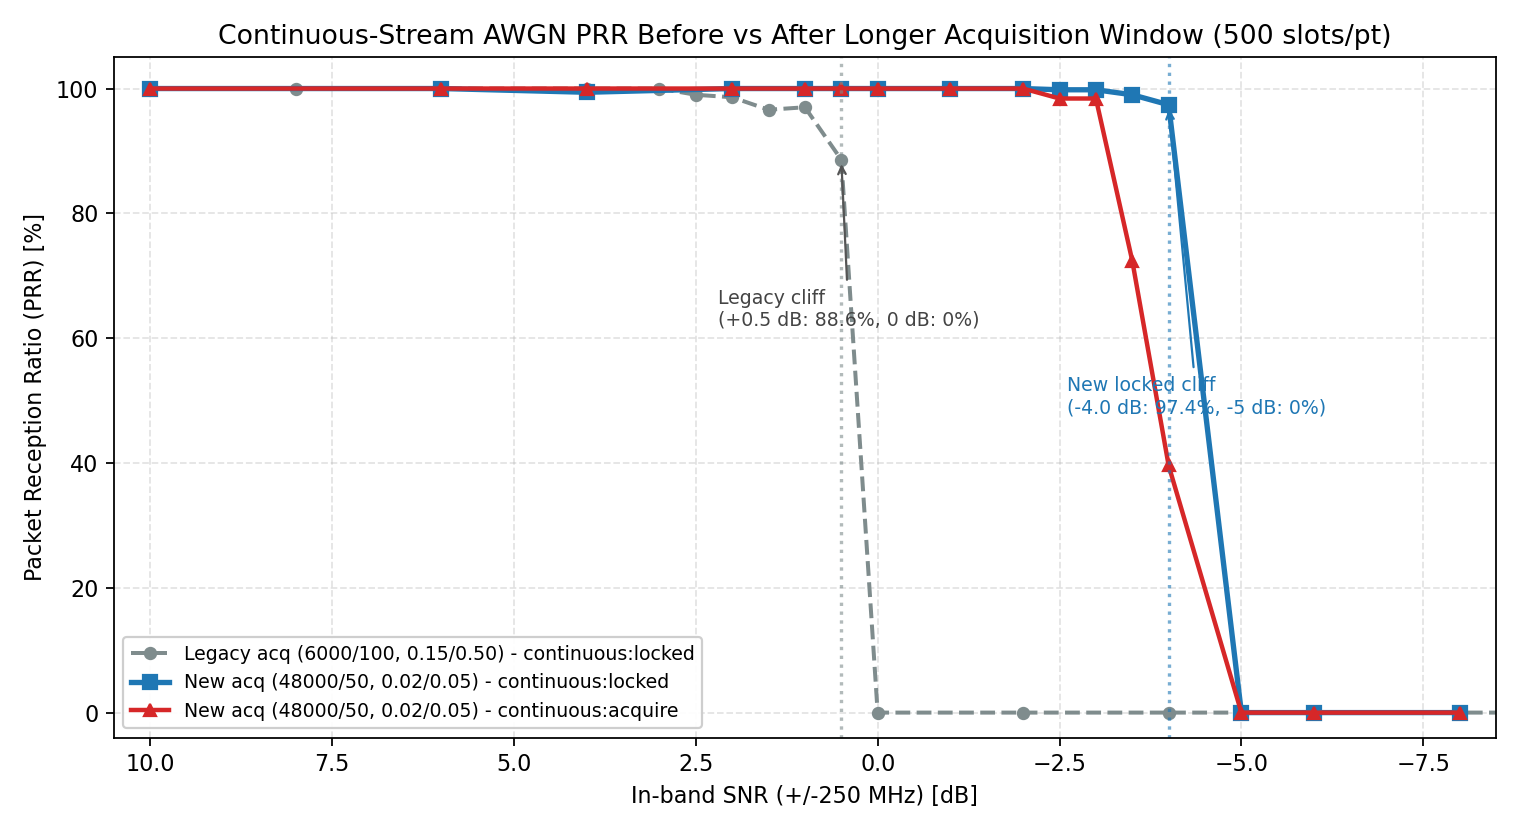 Continuous-Stream AWGN PRR Before vs After Longer Acquisition Window (500 slots/pt)
Packet Reception Ratio (PRR) [%]
100
80
60
40
20
0
Legacy cliff
(+0.5 dB: 88.6%, 0 dB: 0%)
New locked cliff
(-4.0 dB: 97.4%, -5 dB: 0%)
Legacy acq (6000/100, 0.15/0.50) - continuous:locked
New acq (48000/50, 0.02/0.05) - continuous:locked
New acq (48000/50, 0.02/0.05) - continuous:acquire
10.0 7.5 5.0 2.5 0.0 −2.5 −5.0 −7.5
In-band SNR (+/-250 MHz) [dB]